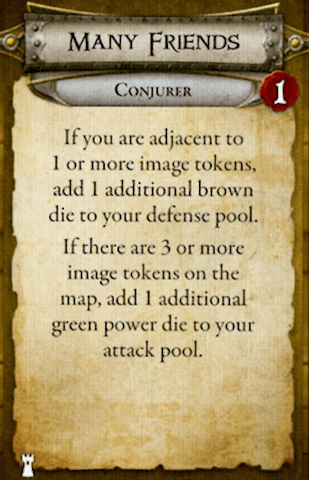 Many Friends
Conjurer
1
If you are adjacent to
1 or more image tokens,
add 1 additional brown
die to your defense pool.
If there are 3 or more
image tokens on the
map, add 1 additional
green power die to your
attack pool.